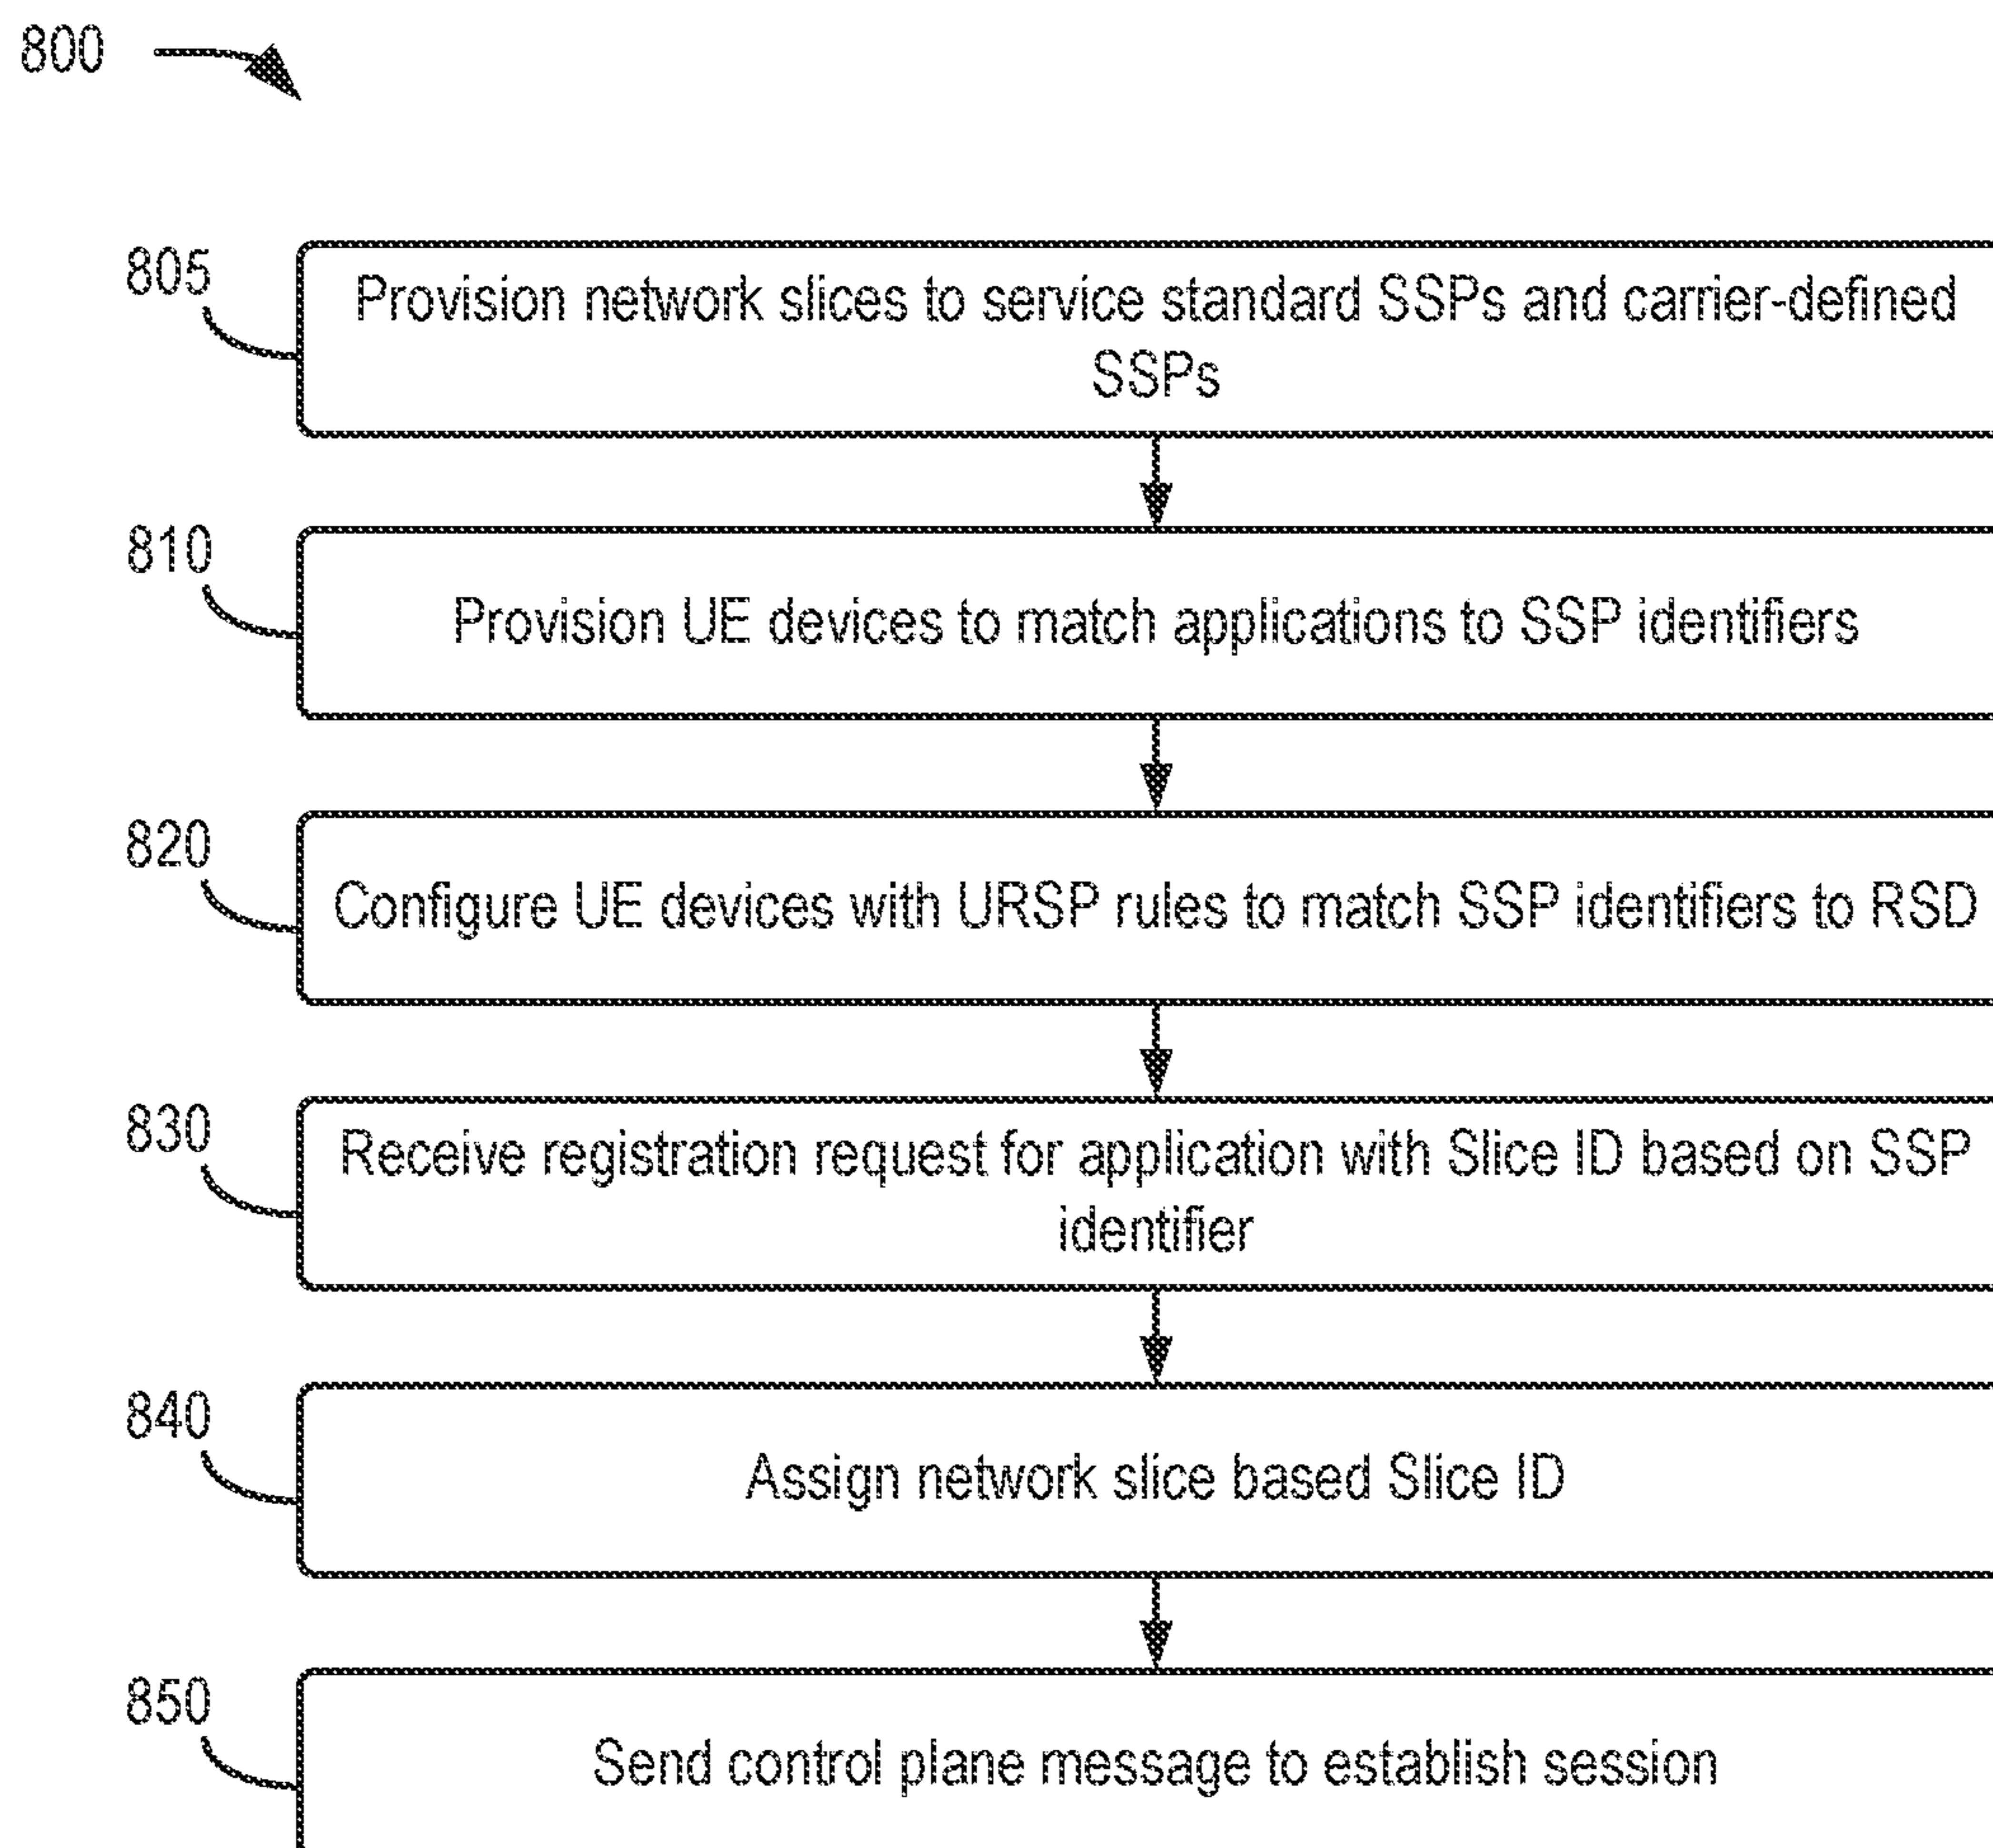 800
805
Provision network slices to service standard SSPs and carrier-defined
SSPs
810
Provision UE devices to match applications to SSP identifiers
820
Configure UE devices with URSP rules to match SSP identifiers to RSD
830
Receive registration request for application with Slice ID based on SSP
identifier
840
Assign network slice based Slice ID
850
Send control plane message to establish session